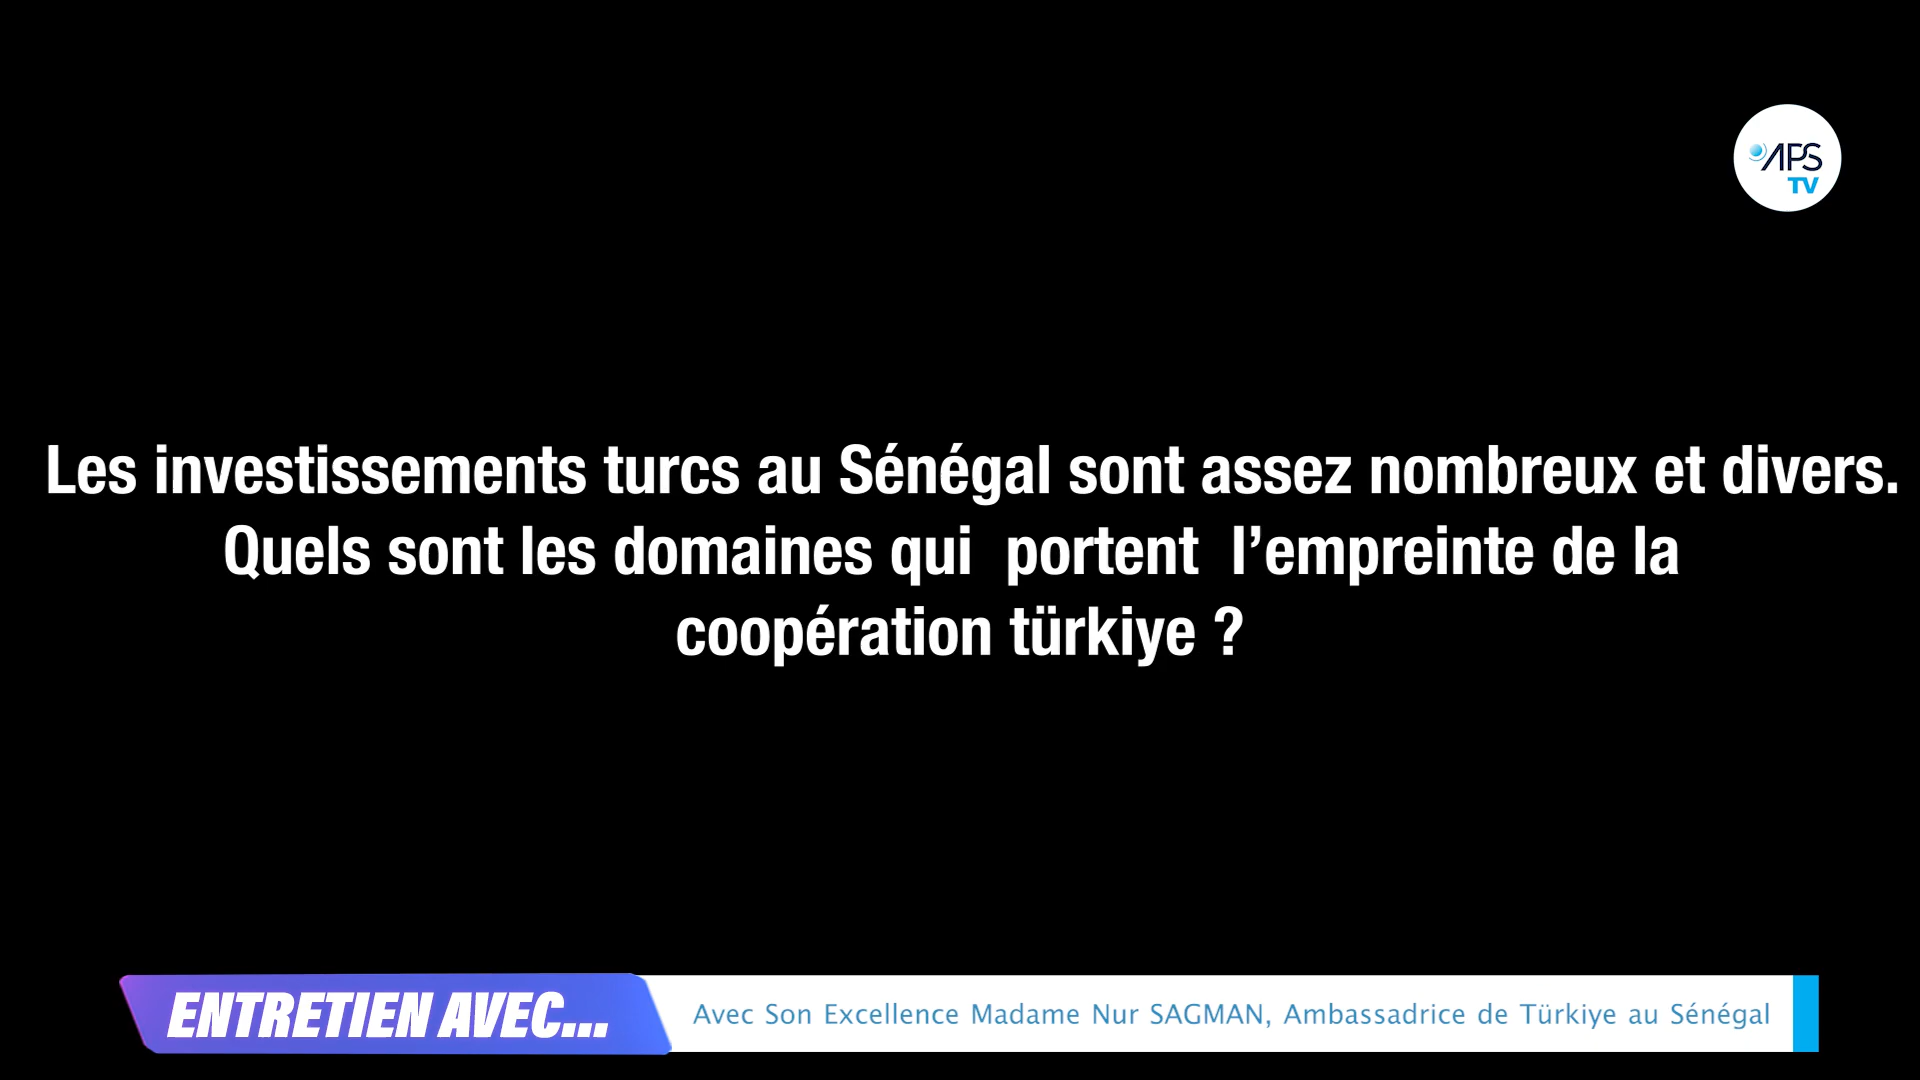 APS
TV
Les investissements turcs au Sénégal sont assez nombreux et divers.
Quels sont les domaines qui  portent  l’empreinte de la
coopération türkiye ?
ENTRETIEN AVEC...
Avec Son Excellence Madame Nur SAGMAN, Ambassadrice de Türkiye au Sénégal